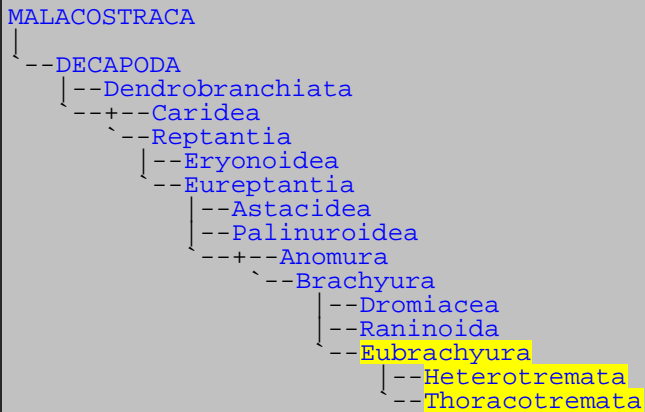 MALACOSTRACA
|
`--DECAPODA
   |--Dendrobranchiata
   `--+--Caridea
      `--Reptantia
         |--Eryonoidea
         `--Eureptantia
            |--Astacidea
            |--Palinuroidea
            `--+--Anomura
               `--Brachyura
                  |--Dromiacea
                  |--Raninoida
                  `--Eubrachyura
                     |--Heterotremata
                     `--Thoracotremata